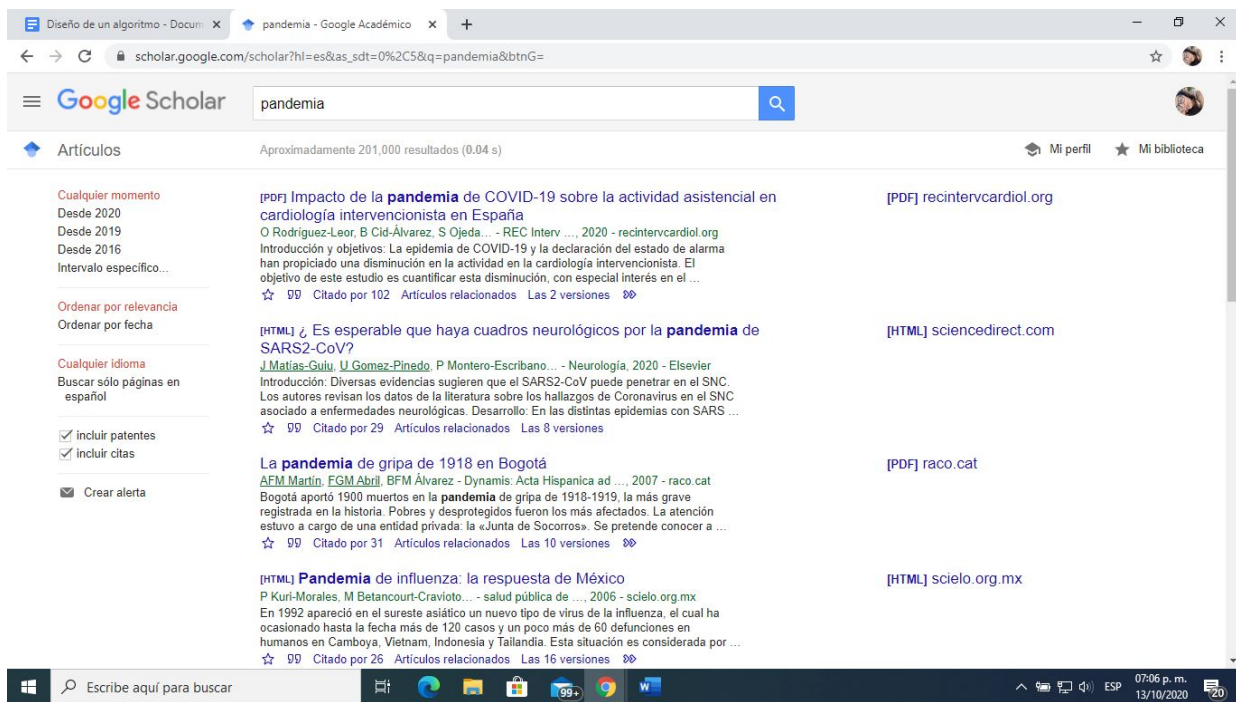 Diseño de un algoritmo - Docum
pandemia - Google Académico
scholar.google.com/scholar?hl=es&as_sdt=0%2C5&q=pandemia&btnG=
Google Scholar
pandemia
Artículos
Aproximadamente 201,000 resultados (0.04 s)
Mi perfil
Mi biblioteca
Cualquier momento
Desde 2020
Desde 2019
Desde 2016
Intervalo específico...
Ordenar por relevancia
Ordenar por fecha
Cualquier idioma
Buscar sólo páginas en
español
incluir patentes
incluir citas
Crear alerta
[PDF] Impacto de la pandemia de COVID-19 sobre la actividad asistencial en
cardiología intervencionista en España
O Rodríguez-Leor, B Cid-Álvarez, S Ojeda... - REC Interv …, 2020 - recintervcardiol.org
Introducción y objetivos: La epidemia de COVID-19 y la declaración del estado de alarma
han propiciado una disminución en la actividad en la cardiología intervencionista. El
objetivo de este estudio es cuantificar esta disminución, con especial interés en el …
Citado por 102 Artículos relacionados Las 2 versiones
[PDF] recintervcardiol.org
[HTML] ¿ Es esperable que haya cuadros neurológicos por la pandemia de
SARS2-CoV?
J Matías-Guiu, U Gomez-Pinedo, P Montero-Escribano... - Neurología, 2020 - Elsevier
Introducción: Diversas evidencias sugieren que el SARS2-CoV puede penetrar en el SNC.
Los autores revisan los datos de la literatura sobre los hallazgos de Coronavirus en el SNC
asociado a enfermedades neurológicas. Desarrollo: En las distintas epidemias con SARS …
Citado por 29 Artículos relacionados Las 8 versiones
[HTML] sciencedirect.com
La pandemia de gripa de 1918 en Bogotá
AFM Martín, FGM Abril, BFM Álvarez - Dynamis: Acta Hispanica ad …, 2007 - raco.cat
Bogotá aportó 1900 muertos en la pandemia de gripa de 1918-1919, la más grave
registrada en la historia. Pobres y desprotegidos fueron los más afectados. La atención
estuvo a cargo de una entidad privada: la «Junta de Socorros». Se pretende conocer a …
Citado por 31 Artículos relacionados Las 10 versiones
[PDF] raco.cat
[HTML] Pandemia de influenza: la respuesta de México
P Kuri-Morales, M Betancourt-Cravioto... - salud pública de …, 2006 - scielo.org.mx
En 1992 apareció en el sureste asiático un nuevo tipo de virus de la influenza, el cual ha
ocasionado hasta la fecha más de 120 casos y un poco más de 60 defunciones en
humanos en Camboya, Vietnam, Indonesia y Tailandia. Esta situación es considerada por …
Citado por 26 Artículos relacionados Las 16 versiones
[HTML] scielo.org.mx
Escribe aquí para buscar
99+
ESP
07:06 p. m.
13/10/2020
20